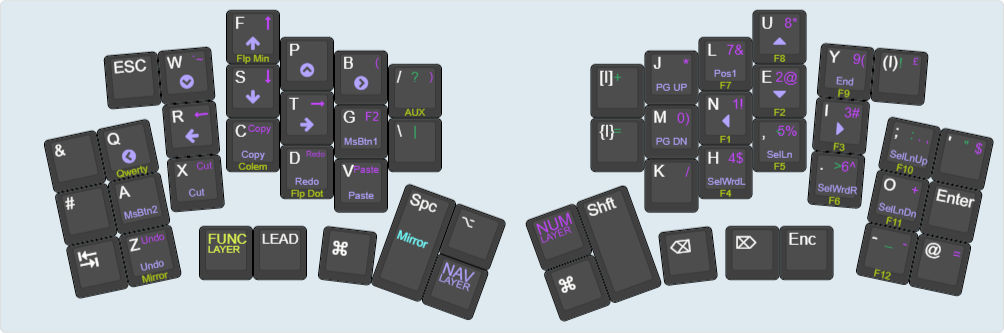 ESC
W ~
F ↑
Flp Min
P
B (
/ ? )
AUX
S ↓
R ←
T →
G F2
MsBtn1
\ |
&
Q
Qwerty
C Copy
Copy
Colem
X Cut
Cut
D Redo
Redo
Flp Dot
V Paste
Paste
#
A
MsBtn2
Z Undo
Undo
Mirror
FUNC
LAYER
LEAD
⌘
Spc
Mirror
⌥
NAV
LAYER
[I] +
J *
PG UP
L 7&
Pos1
F7
U 8*
F8
Y 9(
End
F9
(I) ! £
{I} =
M 0)
PG DN
N 1!
F1
E 2@
F2
I 3#
F3
K /
H 4$
SelWrdL
F4
, 5%
SelLn
F5
. > 6^
SelWrdR
F6
; :
SelLnUp
F10
' " $
O +
SelLnDn
F11
Enter
- _ -
F12
@ =
NUM
LAYER
Shft
⌘
⌫
⌦
Enc